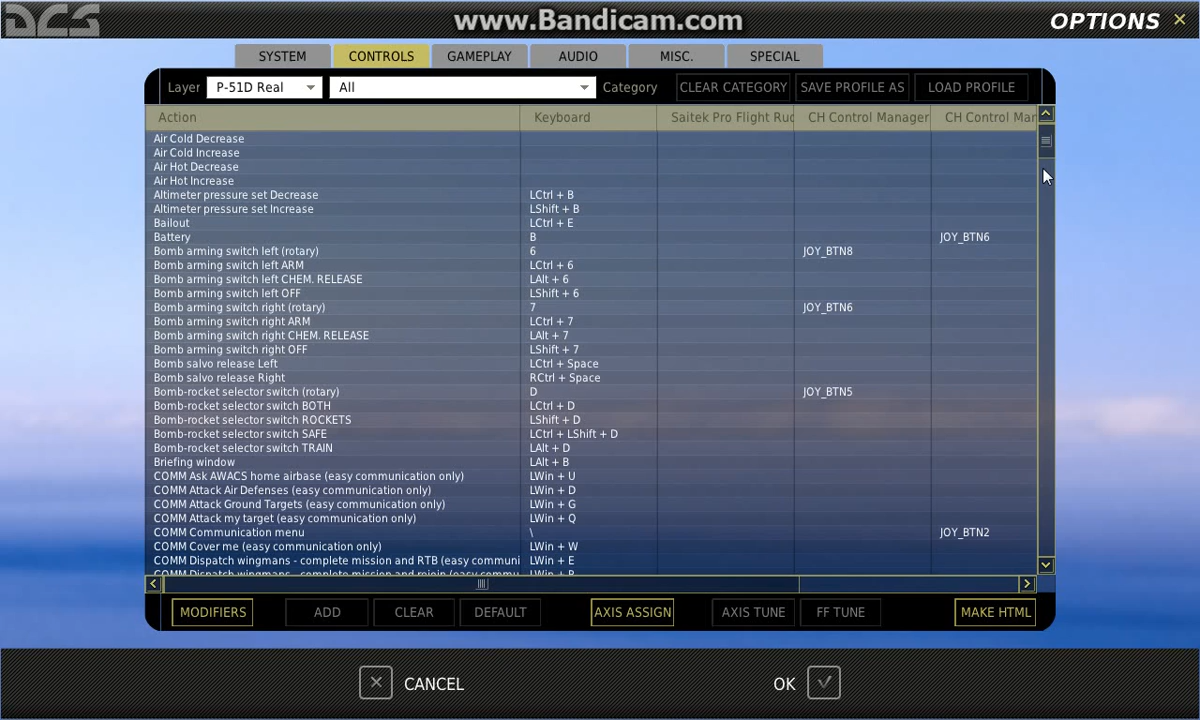 DCS
www.Bandicam.com
OPTIONS
SYSTEM CONTROLS GAMEPLAY AUDIO MISC. SPECIAL
Layer P-51D Real All Category CLEAR CATEGORY SAVE PROFILE AS LOAD PROFILE
Action Keyboard Saitek Pro Flight Rud CH Control Manager CH Control Man
Air Cold Decrease
Air Cold Increase
Air Hot Decrease
Air Hot Increase
Altimeter pressure set Decrease LCtrl + B
Altimeter pressure set Increase LShift + B
Bailout LCtrl + E
Battery B JOY_BTN6
Bomb arming switch left (rotary) 6 JOY_BTN8
Bomb arming switch left ARM LCtrl + 6
Bomb arming switch left CHEM. RELEASE LAlt + 6
Bomb arming switch left OFF LShift + 6
Bomb arming switch right (rotary) 7 JOY_BTN6
Bomb arming switch right ARM LCtrl + 7
Bomb arming switch right CHEM. RELEASE LAlt + 7
Bomb arming switch right OFF LShift + 7
Bomb salvo release Left LCtrl + Space
Bomb salvo release Right RCtrl + Space
Bomb-rocket selector switch (rotary) D JOY_BTN5
Bomb-rocket selector switch BOTH LCtrl + D
Bomb-rocket selector switch ROCKETS LShift + D
Bomb-rocket selector switch SAFE LCtrl + LShift + D
Bomb-rocket selector switch TRAIN LAlt + D
Briefing window LAlt + B
COMM Ask AWACS home airbase (easy communication only) LWin + U
COMM Attack Air Defenses (easy communication only) LWin + D
COMM Attack Ground Targets (easy communication only) LWin + G
COMM Attack my target (easy communication only) LWin + Q
COMM Communication menu \ JOY_BTN2
COMM Cover me (easy communication only) LWin + W
COMM Dispatch wingmans - complete mission and RTB (easy communi LWin + E
COMM Dispatch wingmans - complete mission and rejoin (easy commu LWin + R
MODIFIERS ADD CLEAR DEFAULT AXIS ASSIGN AXIS TUNE FF TUNE MAKE HTML
CANCEL OK